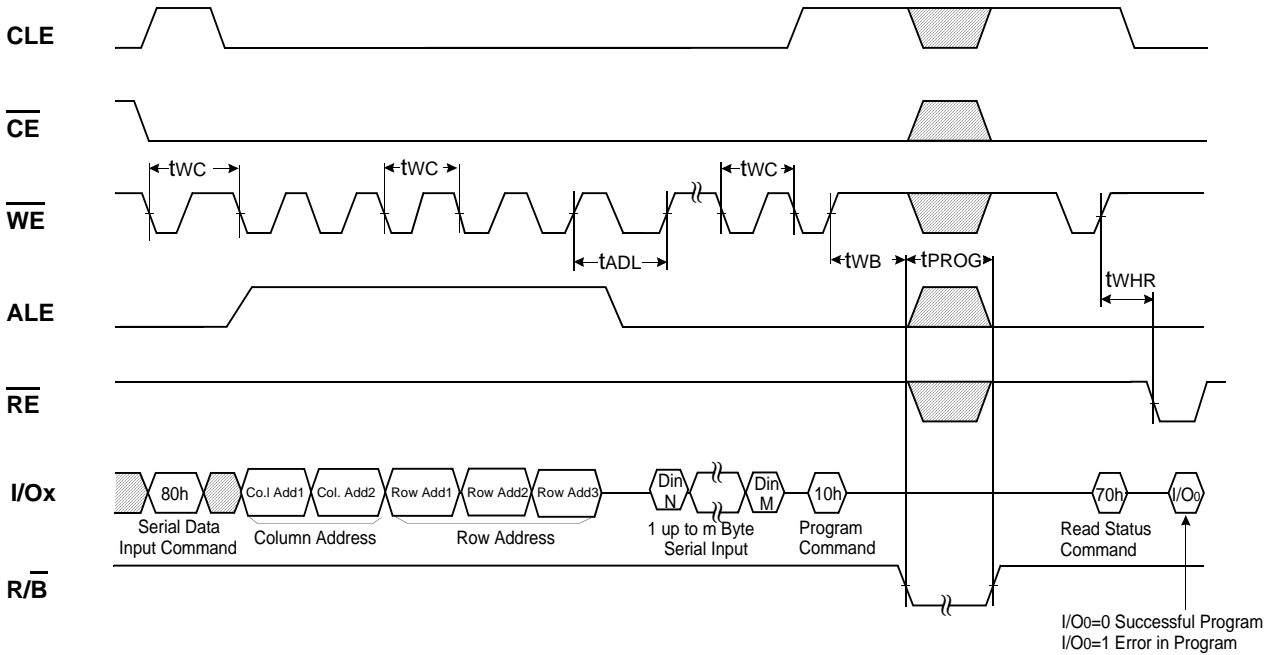 CLE
CE
tWC
tWC
tWC
WE
tADL
tWB
tPROG
tWHR
ALE
RE
I/Ox
80h
Co.l Add1
Col. Add2
Row Add1
Row Add2
Row Add3
Din
N
Din
M
10h
70h
I/O0
Serial Data
Input Command
Column Address
Row Address
1 up to m Byte
Serial Input
Program
Command
Read Status
Command
R/B
I/O0=0 Successful Program
I/O0=1 Error in Program